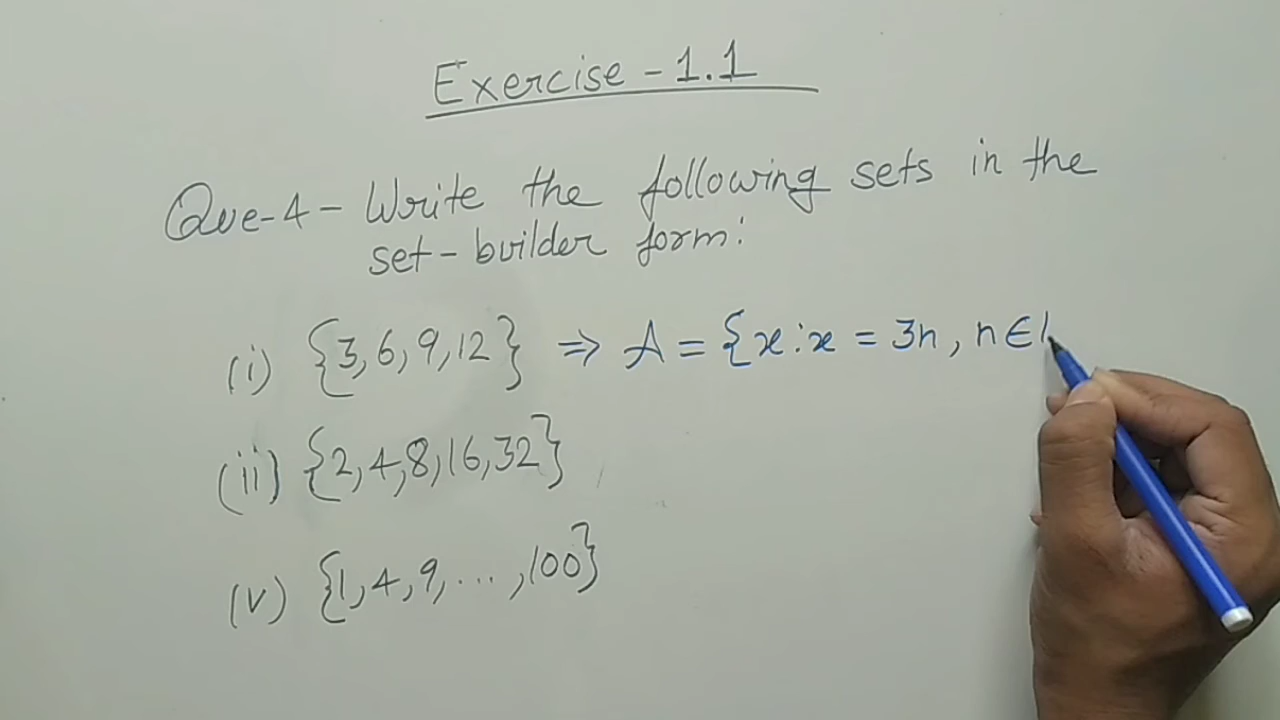 Exercise - 1.1
Que-4- Write the following sets in the
set-builder form:
(i) {3, 6, 9, 12} ⇒ A = {x : x = 3n, n ∈
(ii) {2, 4, 8, 16, 32}
(v) {1, 4, 9, ..., 100}